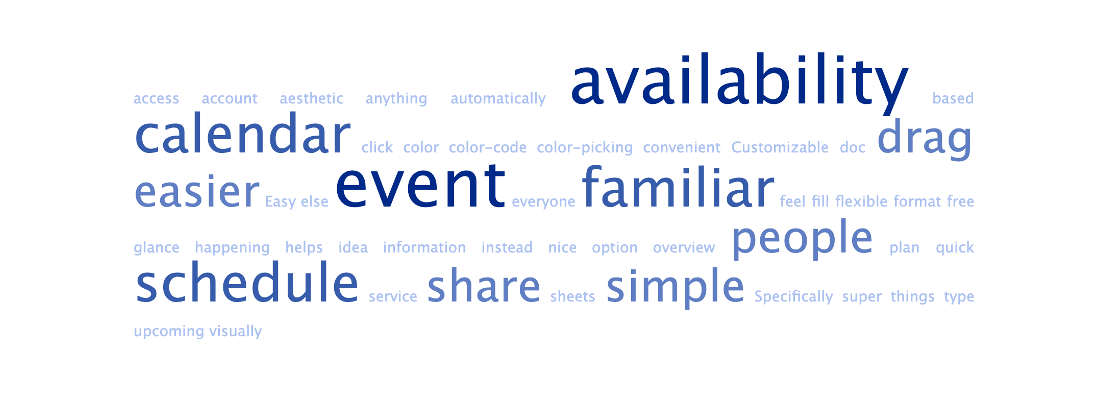 access account aesthetic anything automatically availability based
calendar click color color-code color-picking convenient Customizable doc drag
easier Easy else event everyone familiar feel fill flexible format free
glance happening helps idea information instead nice option overview people plan quick
schedule service share sheets simple Specifically super things type
upcoming visually